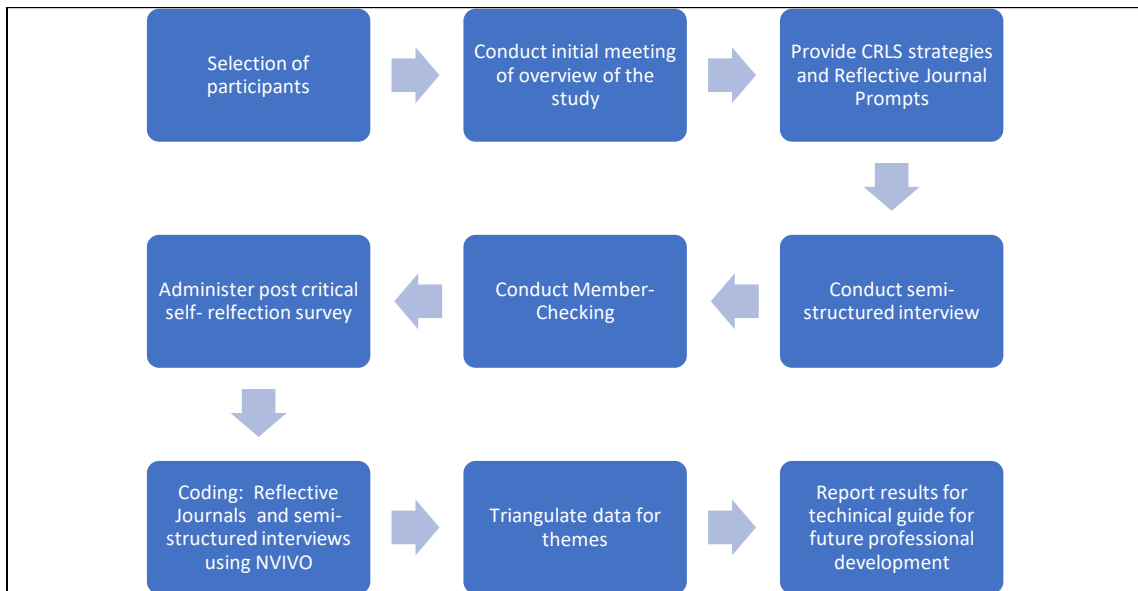 Selection of
participants
Conduct initial meeting
of overview of the
study
Provide CRLS strategies
and Reflective Journal
Prompts
Conduct semi-
structured interview
Conduct Member-
Checking
Administer post critical
self- relfection survey
Coding: Reflective
Journals and semi-
structured interviews
using NVIVO
Triangulate data for
themes
Report results for
techinical guide for
future professional
development